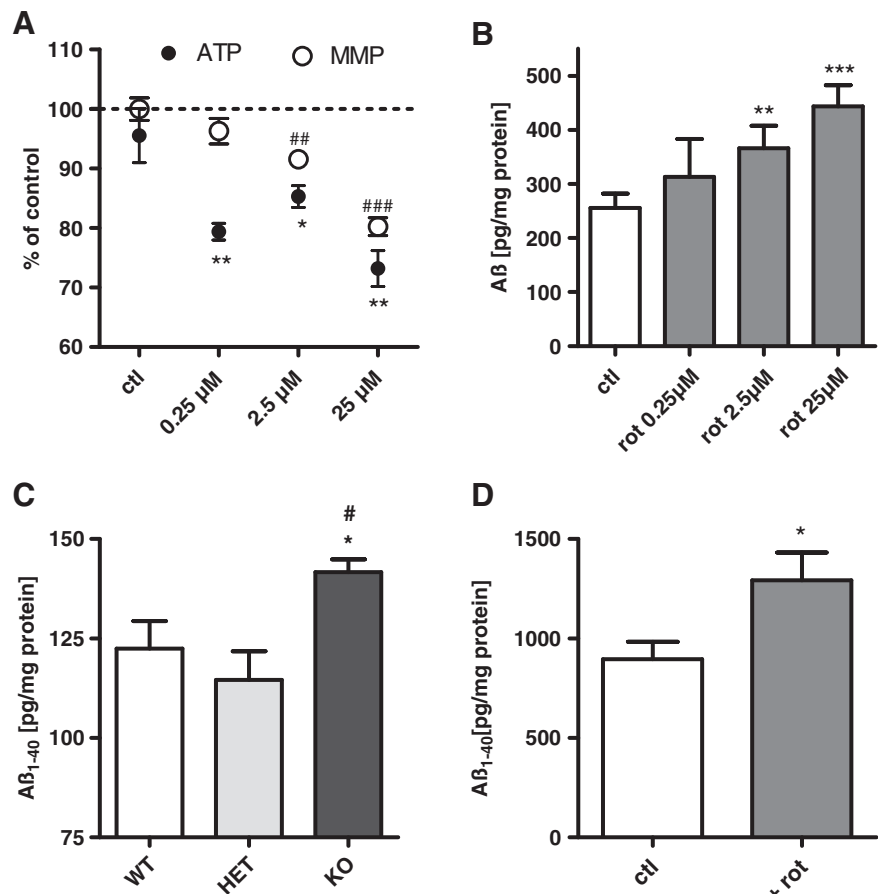 A
ATP MMP
110
100
90
80
70
60
% of control
##
###
**
*
**
ctl
0.25 µM
2.5 µM
25 µM
B
500
400
300
200
100
0
Aß [pg/mg protein]
**
***
ctl
rot 0.25µM
rot 2.5µM
rot 25µM
C
150
125
100
75
Aß1-40 [pg/mg protein]
#
*
WT
HET
KO
D
1500
1000
500
0
Aß1-40[pg/mg protein]
*
ctl
+ rot